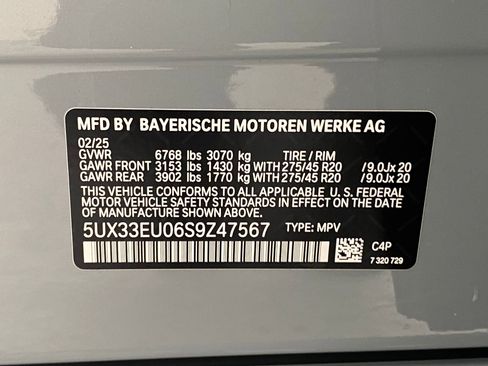 MFD BY BAYERISCHE MOTOREN WERKE AG
02/25
GVWR 6768 lbs 3070 kg TIRE / RIM
GAWR FRONT 3153 lbs 1430 kg WITH 275/45 R20 /9.0Jx 20
GAWR REAR 3902 lbs 1770 kg WITH 275/45 R20 /9.0Jx 20
THIS VEHICLE CONFORMS TO ALL APPLICABLE U. S. FEDERAL
MOTOR VEHICLE SAFETY STANDARDS IN EFFECT ON THE DATE
OF MANUFACTURE SHOWN ABOVE.
5UX33EU06S9Z47567 TYPE: MPV
C4P
7 320 729